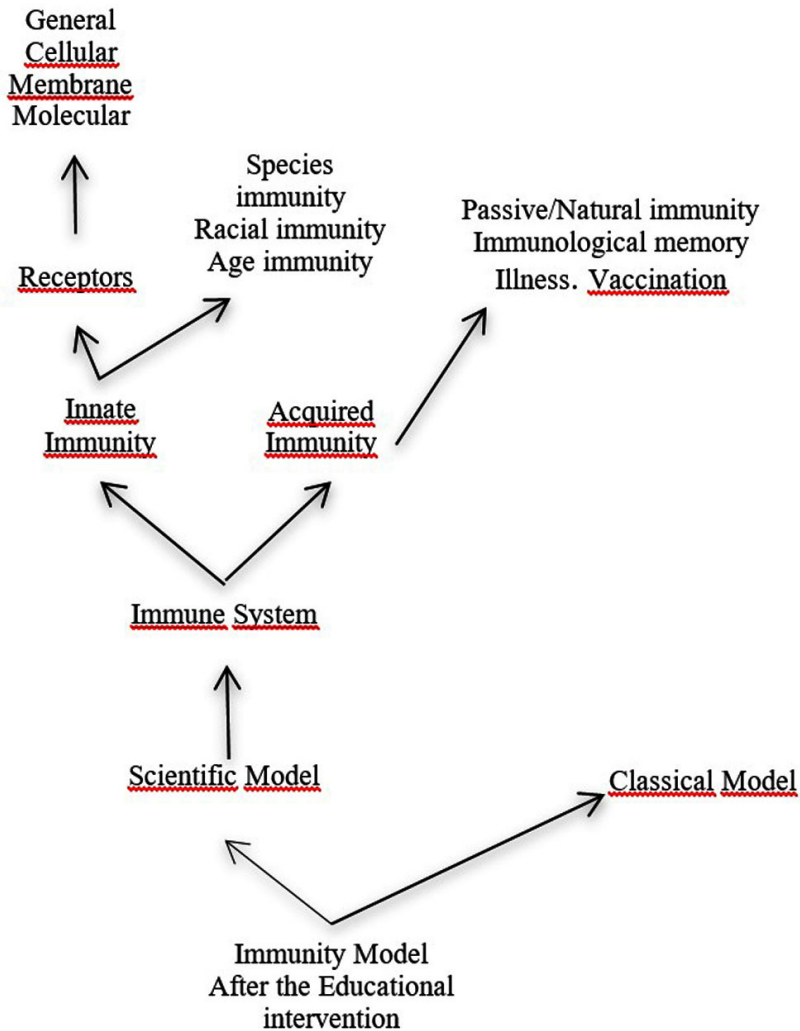 General
Cellular
Membrane
Molecular
Species
immunity
Racial immunity
Age immunity
Passive/Natural immunity
Immunological memory
Illness. Vaccination
Receptors
Innate
Immunity
Acquired
Immunity
Immune System
Scientific Model
Classical Model
Immunity Model
After the Educational
intervention